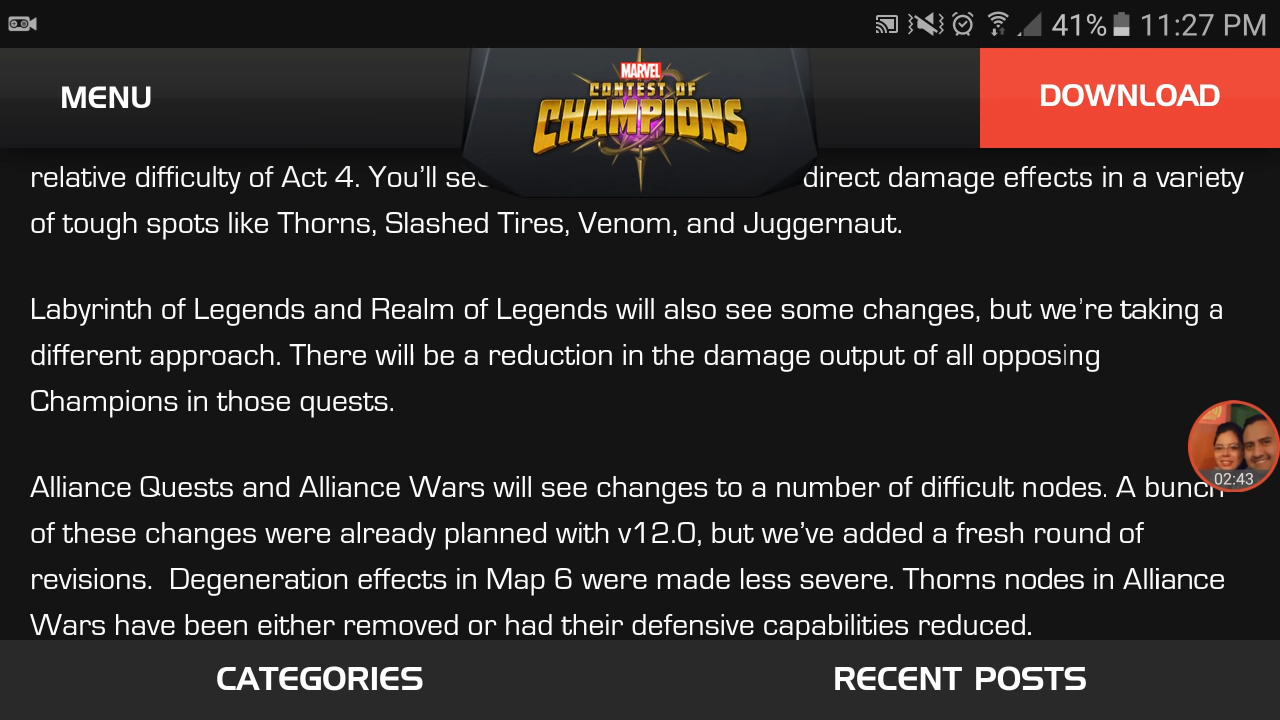 41% 11:27 PM
MENU
MARVEL
CONTEST OF
CHAMPIONS
DOWNLOAD
relative difficulty of Act 4. You'll direct damage effects in a variety
of tough spots like Thorns, Slashed Tires, Venom, and Juggernaut.
Labyrinth of Legends and Realm of Legends will also see some changes, but we're taking a
different approach. There will be a reduction in the damage output of all opposing
Champions in those quests.
02:43
Alliance Quests and Alliance Wars will see changes to a number of difficult nodes. A bunch
of these changes were already planned with v12.0, but we've added a fresh round of
revisions.  Degeneration effects in Map 6 were made less severe. Thorns nodes in Alliance
Wars have been either removed or had their defensive capabilities reduced.
CATEGORIES
RECENT POSTS